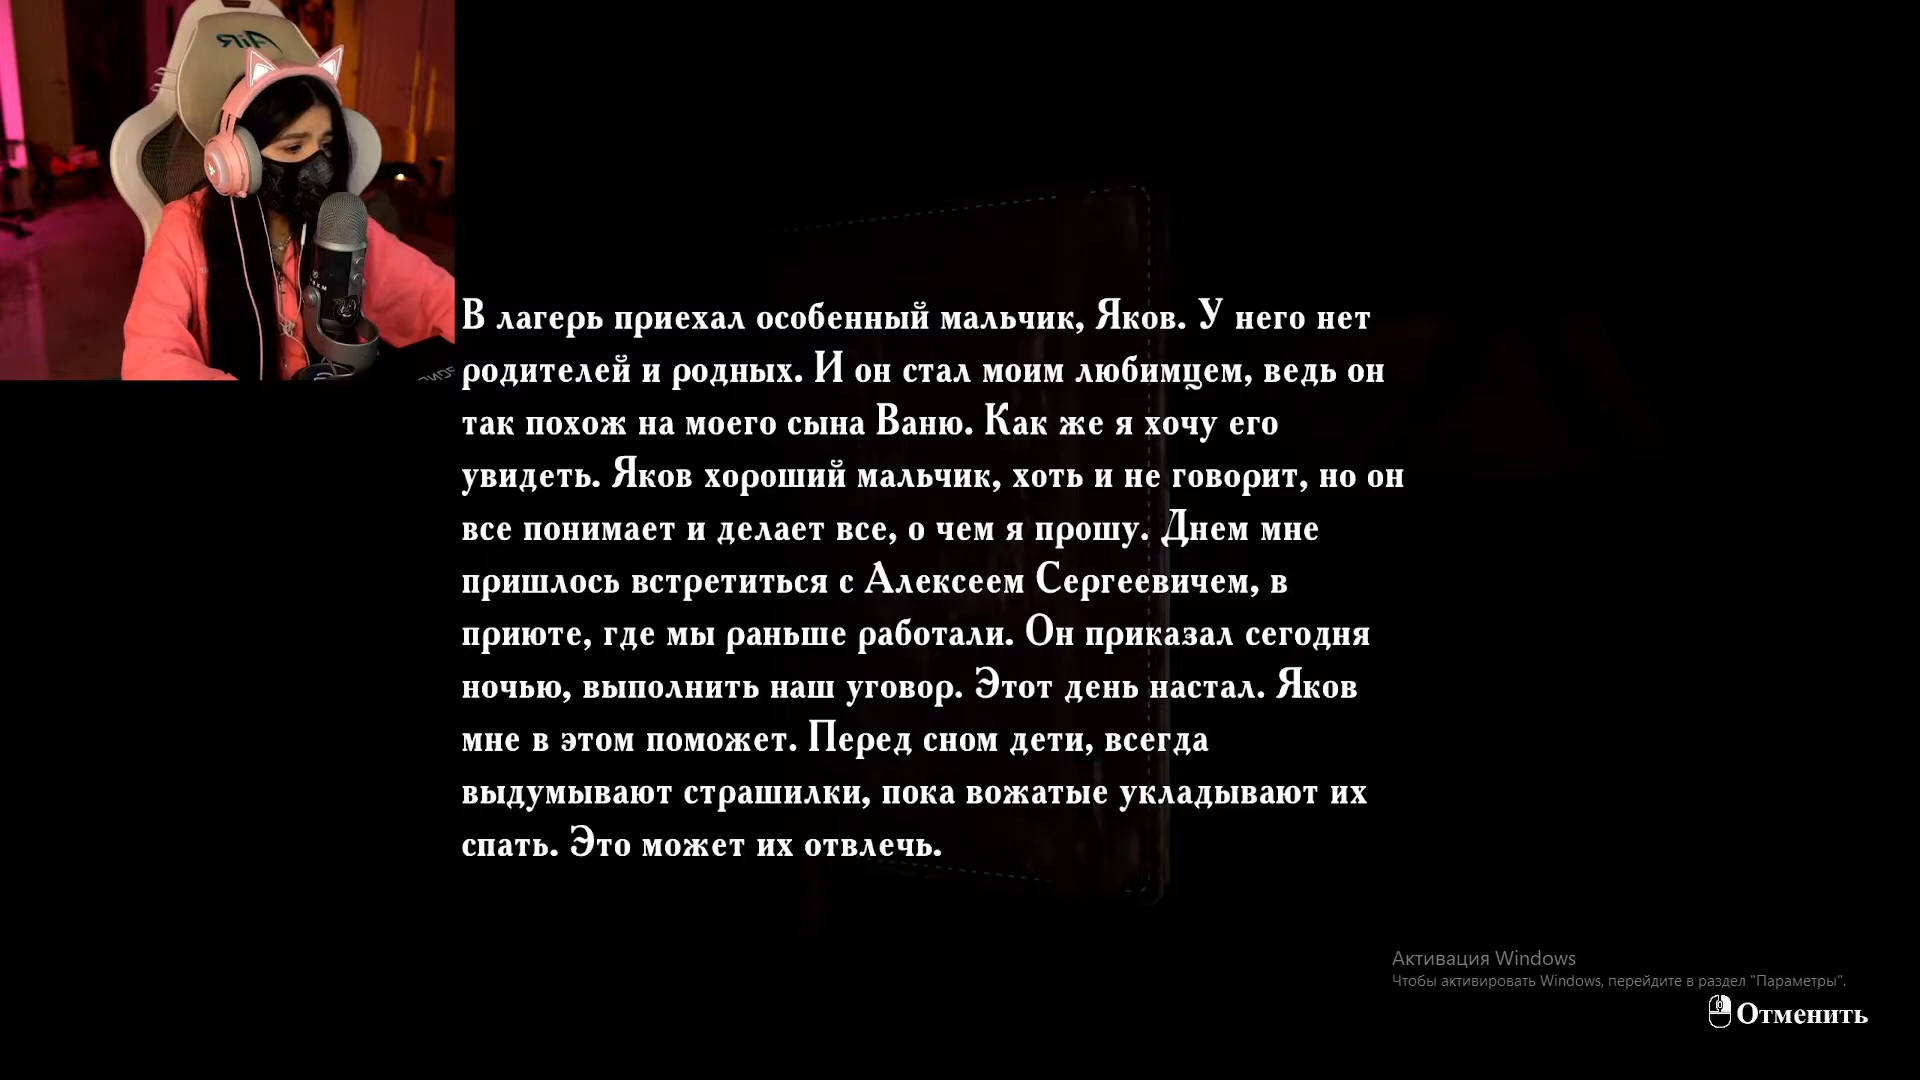 AiR
В лагерь приехал особенный мальчик, Яков. У него нет
родителей и родных. И он стал моим любимцем, ведь он
так похож на моего сына Ваню. Как же я хочу его
увидеть. Яков хороший мальчик, хоть и не говорит, но он
все понимает и делает все, о чем я прошу. Днем мне
пришлось встретиться с Алексеем Сергеевичем, в
приюте, где мы раньше работали. Он приказал сегодня
ночью, выполнить наш уговор. Этот день настал. Яков
мне в этом поможет. Перед сном дети, всегда
выдумывают страшилки, пока вожатые укладывают их
спать. Это может их отвлечь.
Активация Windows
Чтобы активировать Windows, перейдите в раздел "Параметры".
Отменить